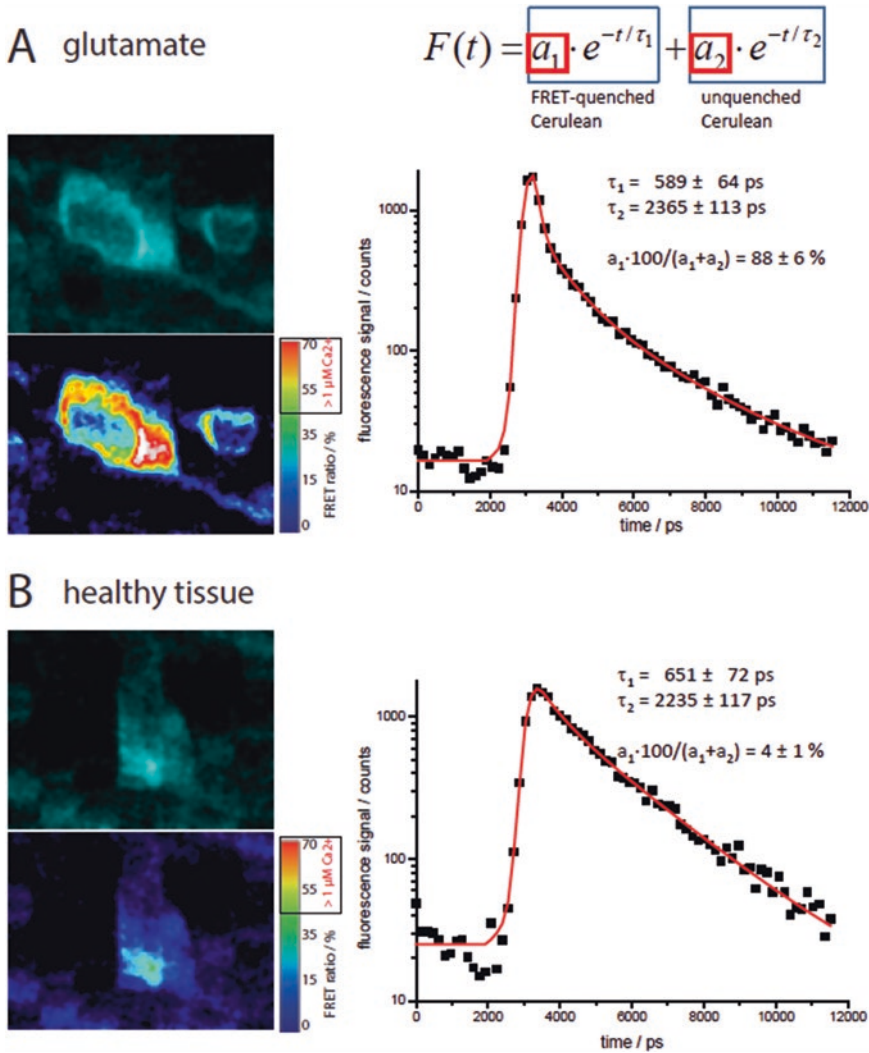 A glutamate
F(t) = a₁ · e^(-t/τ₁) + a₂ · e^(-t/τ₂)
FRET-quenched Cerulean
unquenched Cerulean
70
55
35
15
0
FRET ratio / %
>1 µM Ca2+
τ₁ = 589 ± 64 ps
τ₂ = 2365 ± 113 ps
a₁·100/(a₁+a₂) = 88 ± 6 %
fluorescence signal / counts
1000
100
10
0 2000 4000 6000 8000 10000 12000
time / ps
B healthy tissue
70
55
35
15
0
FRET ratio / %
>1 µM Ca2+
τ₁ = 651 ± 72 ps
τ₂ = 2235 ± 117 ps
a₁·100/(a₁+a₂) = 4 ± 1 %
fluorescence signal / counts
1000
100
10
0 2000 4000 6000 8000 10000 12000
time / ps